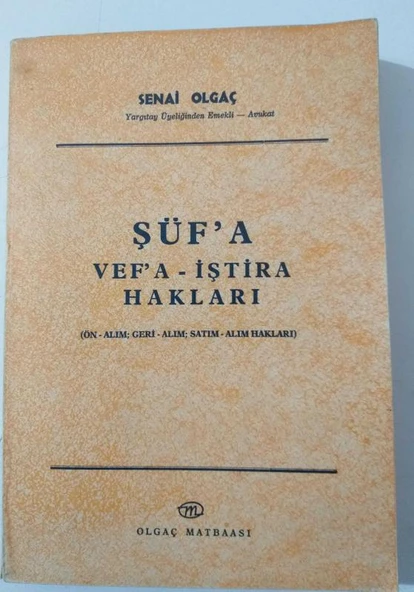 SENAİ OLGAÇ
Yargıtay Üyeliğinden Emekli — Avukat
ŞÜF'A
VEF'A - İŞTİRA
HAKLARI
(ÖN - ALIM; GERİ - ALIM; SATIM - ALIM HAKLARI)
m
OLGAÇ MATBAASI